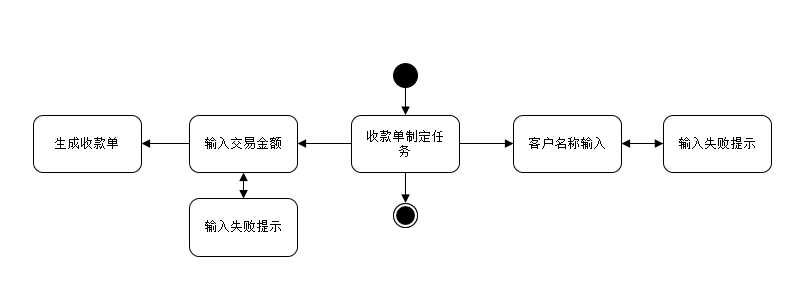 生成收款单
输入交易金额
收款单制定任
务
客户名称输入
输入失败提示
输入失败提示